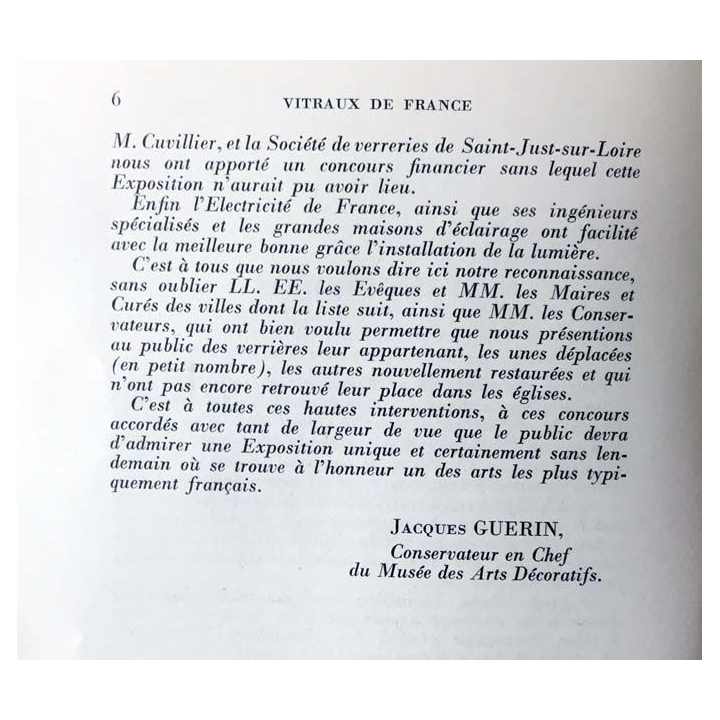 6
VITRAUX DE FRANCE
M. Cuvillier, et la Société de verreries de Saint-Just-sur-Loire
nous ont apporté un concours financier sans lequel cette
Exposition n'aurait pu avoir lieu.
Enfin l'Electricité de France, ainsi que ses ingénieurs
spécialisés et les grandes maisons d'éclairage ont facilité
avec la meilleure bonne grâce l'installation de la lumière.
C'est à tous que nous voulons dire ici notre reconnaissance,
sans oublier LL. EE. les Evêques et MM. les Maires et
Curés des villes dont la liste suit, ainsi que MM. les Conser-
vateurs, qui ont bien voulu permettre que nous présentions
au public des verrières leur appartenant, les unes déplacées
(en petit nombre), les autres nouvellement restaurées et qui
n'ont pas encore retrouvé leur place dans les églises.
C'est à toutes ces hautes interventions, à ces concours
accordés avec tant de largeur de vue que le public devra
d'admirer une Exposition unique et certainement sans len-
demain où se trouve à l'honneur un des arts les plus typi-
quement français.
JACQUES GUERIN,
Conservateur en Chef
du Musée des Arts Décoratifs.